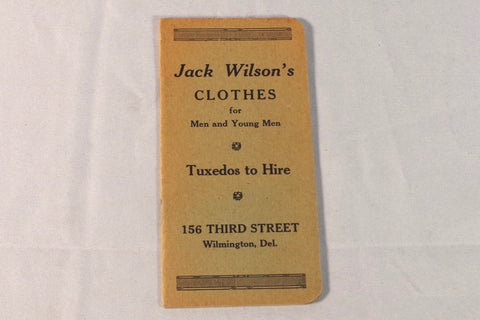 Jack Wilson's
CLOTHES
for
Men and Young Men
Tuxedos to Hire
156 THIRD STREET
Wilmington, Del.